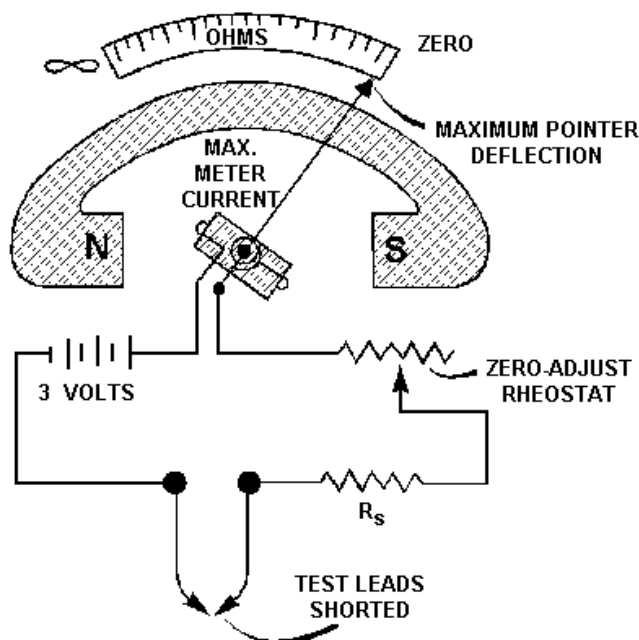 OHMS
ZERO
MAXIMUM POINTER
DEFLECTION
MAX.
METER
CURRENT
N
S
3 VOLTS
ZERO-ADJUST
RHEOSTAT
Rs
TEST LEADS
SHORTED